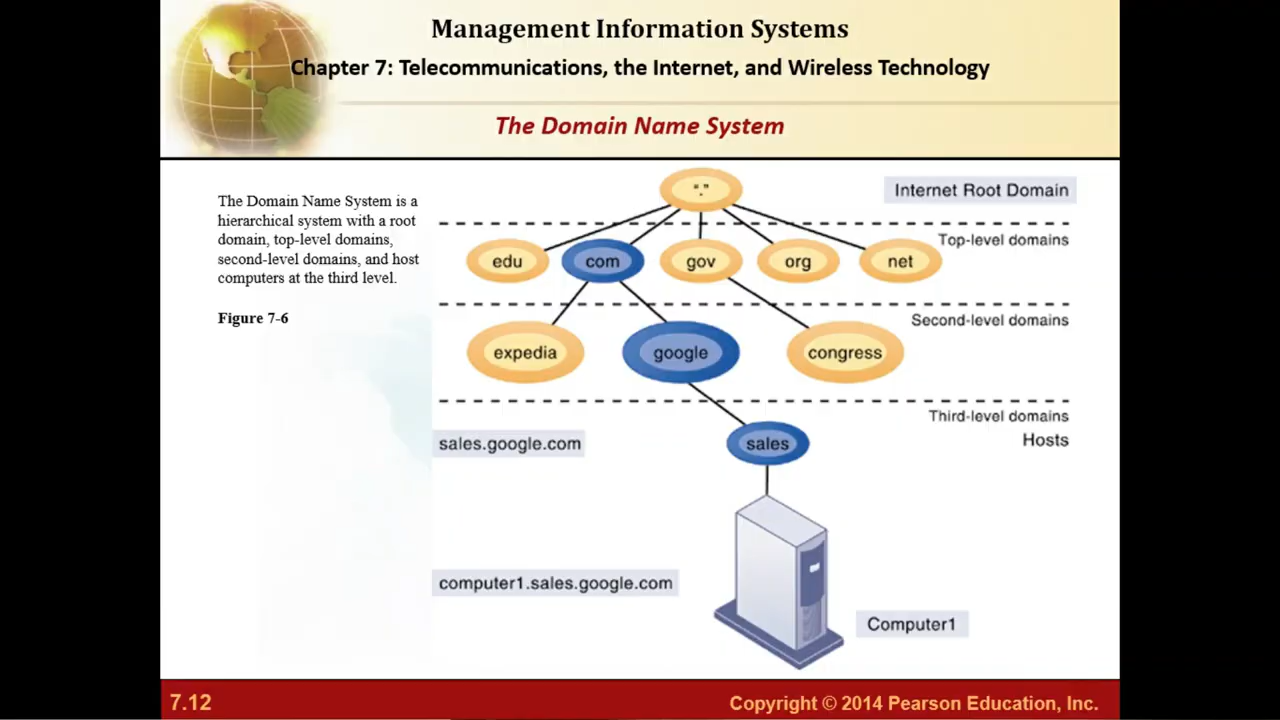 Management Information Systems
Chapter 7: Telecommunications, the Internet, and Wireless Technology
The Domain Name System
The Domain Name System is a
hierarchical system with a root
domain, top-level domains,
second-level domains, and host
computers at the third level.
Figure 7-6
“.”
Internet Root Domain
Top-level domains
edu
com
gov
org
net
Second-level domains
expedia
google
congress
Third-level domains
Hosts
sales.google.com
sales
computer1.sales.google.com
Computer1
7.12
Copyright © 2014 Pearson Education, Inc.